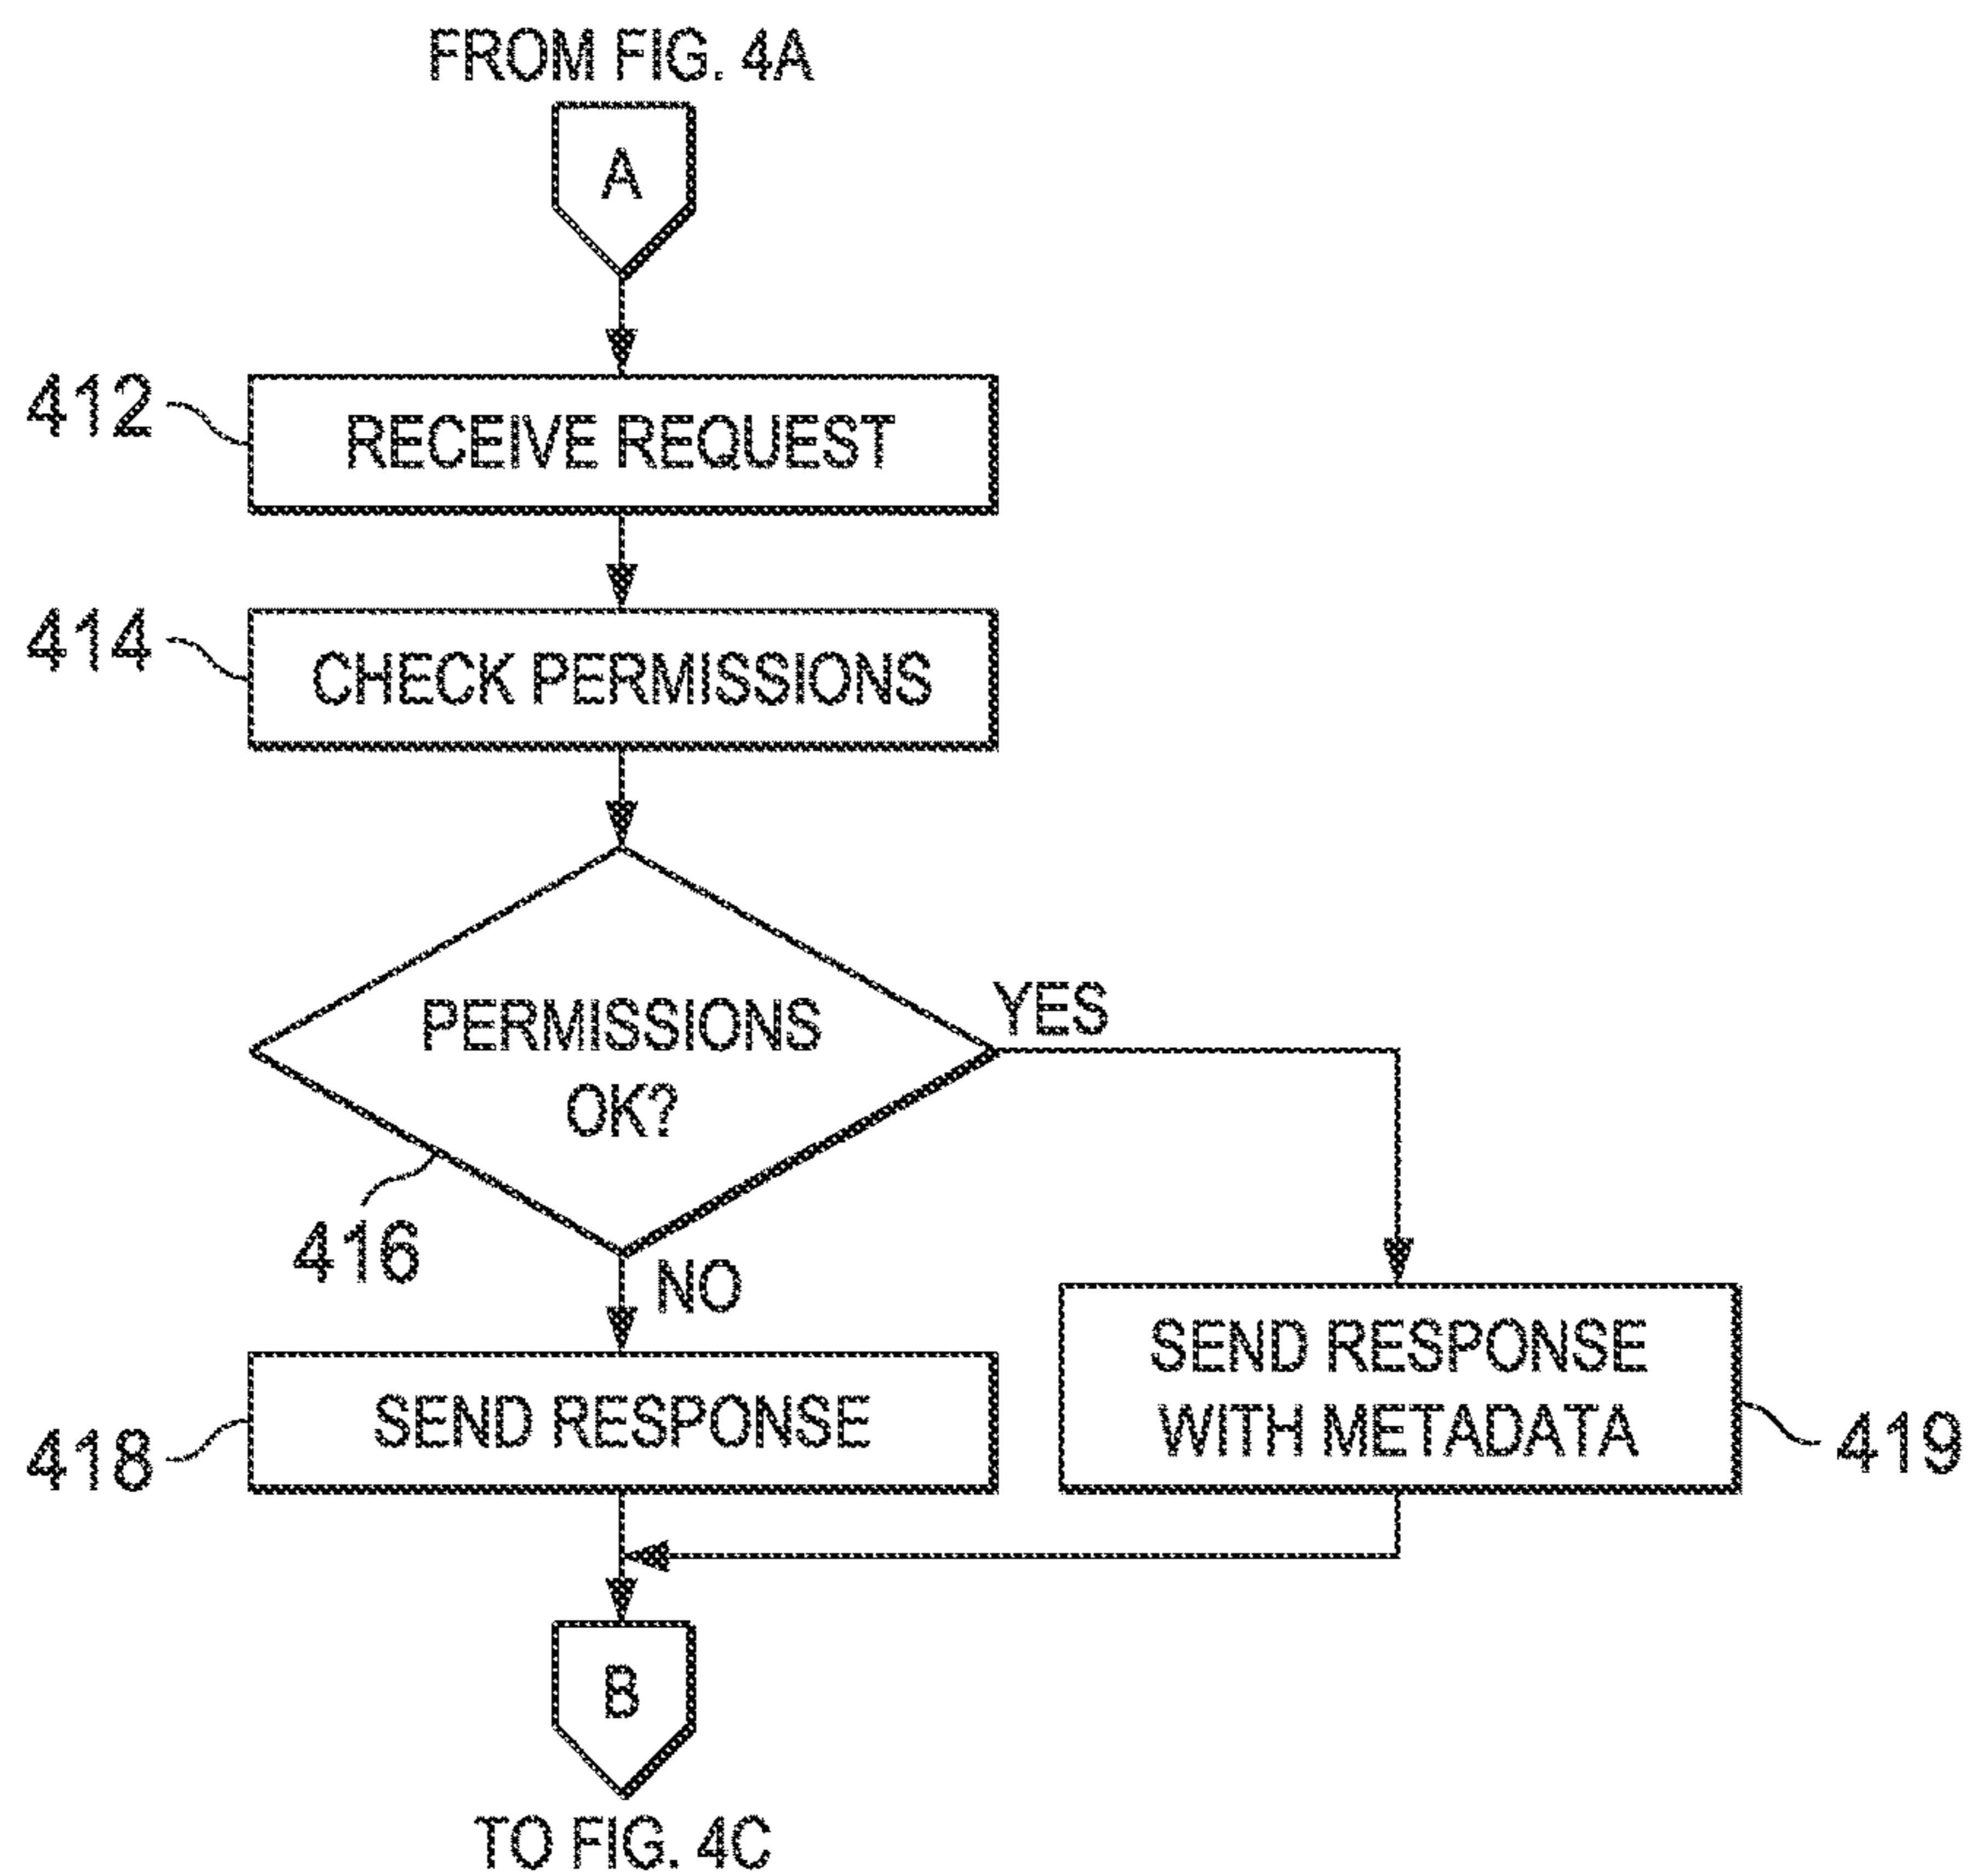 FROM FIG. 4A
A
412
RECEIVE REQUEST
414
CHECK PERMISSIONS
PERMISSIONS
OK?
YES
416
NO
418
SEND RESPONSE
SEND RESPONSE
WITH METADATA
419
B
TO FIG. 4C